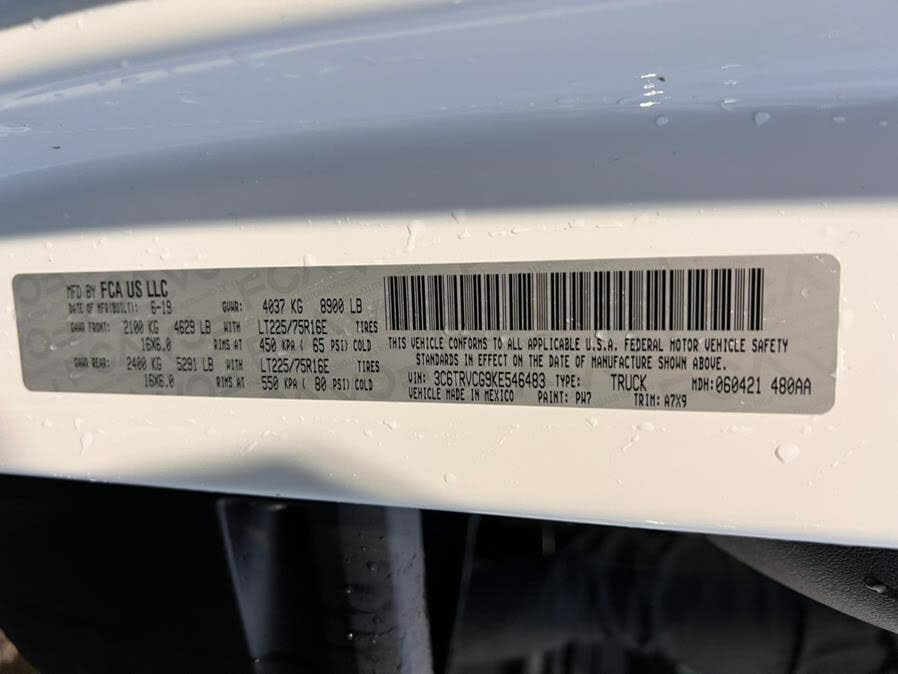 MFD BY FCA US LLC
DATE OF MFR(BUILT): 6-19 GVWR: 4037 KG 8900 LB
GAWR FRONT: 2100 KG 4629 LB WITH LT225/75R16E TIRES
16X6.0 RIMS AT 450 KPA ( 65 PSI) COLD
GAWR REAR: 2400 KG 5291 LB WITH LT225/75R16E TIRES
16X6.0 RIMS AT 550 KPA ( 80 PSI) COLD
THIS VEHICLE CONFORMS TO ALL APPLICABLE U.S.A. FEDERAL MOTOR VEHICLE SAFETY
STANDARDS IN EFFECT ON THE DATE OF MANUFACTURE SHOWN ABOVE.
VIN: 3C6TRVCG9KE546483 TYPE: TRUCK MDH: 060421 480AA
VEHICLE MADE IN MEXICO PAINT: PW7 TRIM: A7X9